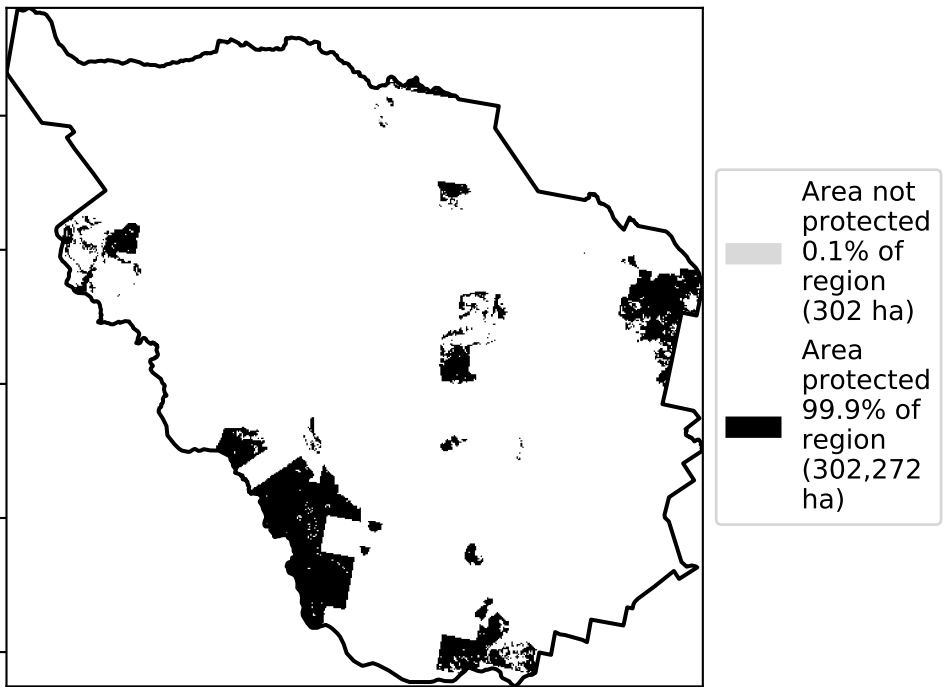 Area not
protected
0.1% of
region
(302 ha)
Area
protected
99.9% of
region
(302,272
ha)